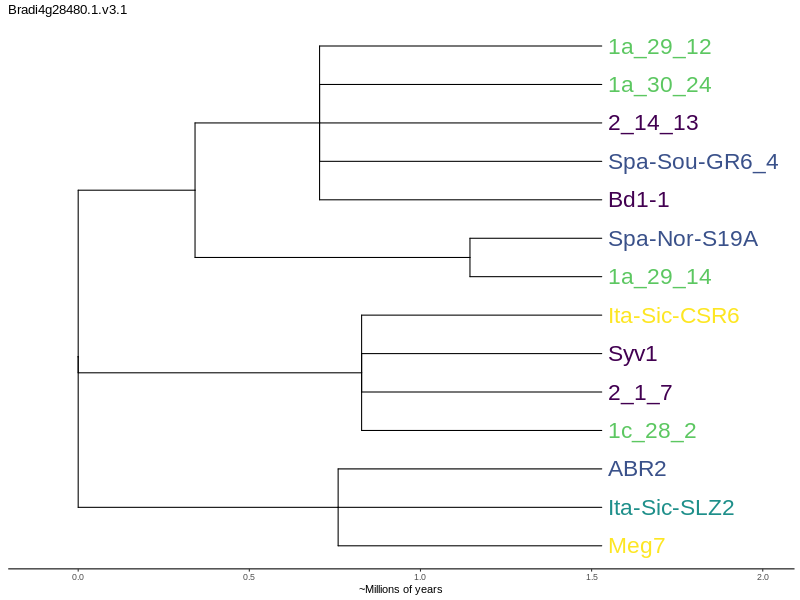 Bradi4g28480.1.v3.1
1a_29_12
1a_30_24
2_14_13
Spa-Sou-GR6_4
Bd1-1
Spa-Nor-S19A
1a_29_14
Ita-Sic-CSR6
Syv1
2_1_7
1c_28_2
ABR2
Ita-Sic-SLZ2
Meg7
0.0 0.5 1.0 1.5 2.0
~Millions of years